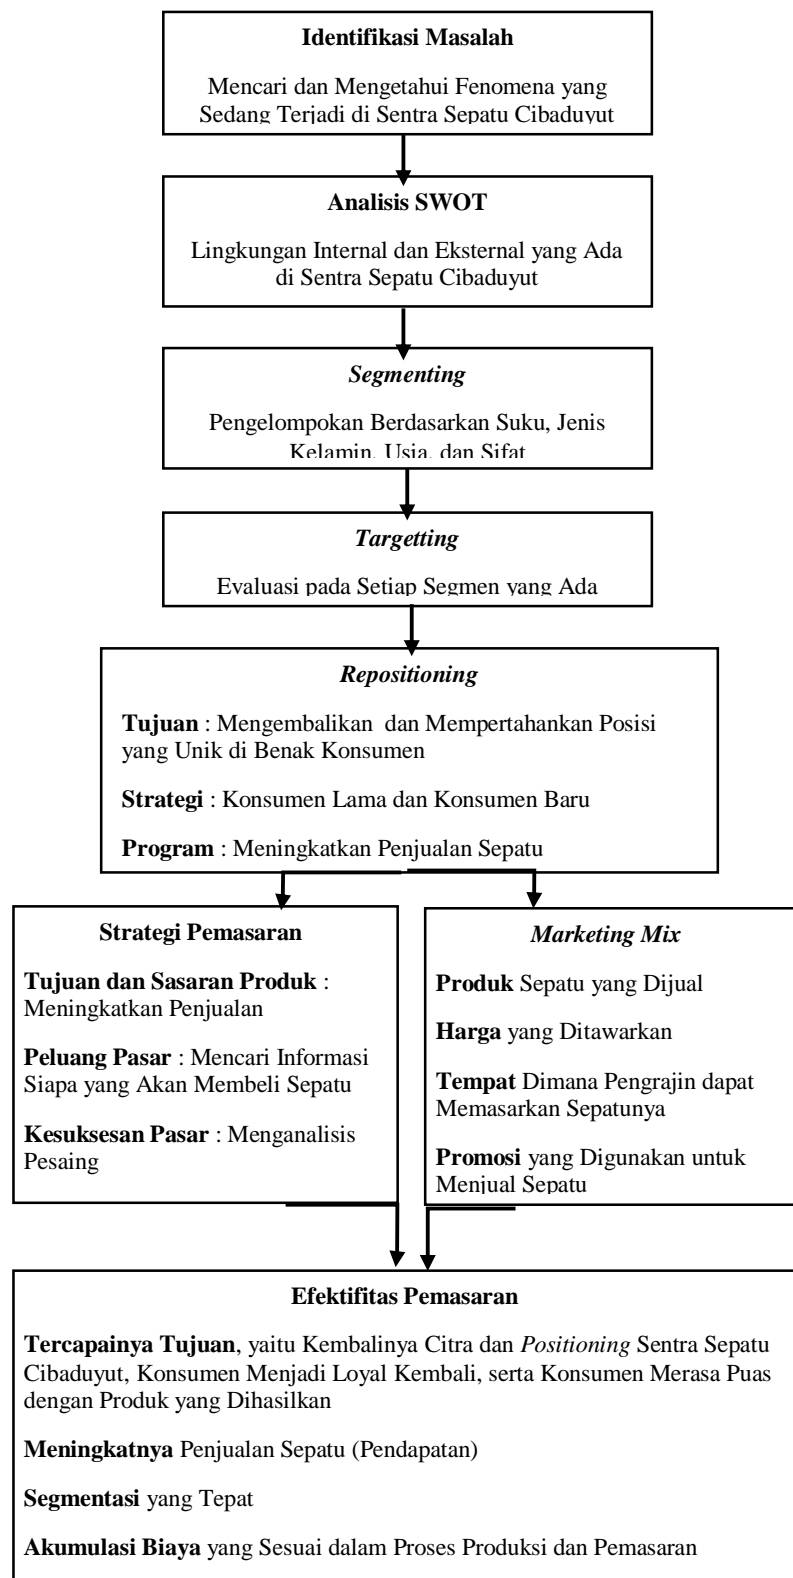 Identifikasi Masalah
Mencari dan Mengetahui Fenomena yang
Sedang Terjadi di Sentra Sepatu Cibaduyut
Analisis SWOT
Lingkungan Internal dan Eksternal yang Ada
di Sentra Sepatu Cibaduyut
Segmenting
Pengelompokan Berdasarkan Suku, Jenis
Kelamin, Usia, dan Sifat
Targetting
Evaluasi pada Setiap Segmen yang Ada
Repositioning
Tujuan : Mengembalikan dan Mempertahankan Posisi
yang Unik di Benak Konsumen
Strategi : Konsumen Lama dan Konsumen Baru
Program : Meningkatkan Penjualan Sepatu
Strategi Pemasaran
Tujuan dan Sasaran Produk :
Meningkatkan Penjualan
Peluang Pasar : Mencari Informasi
Siapa yang Akan Membeli Sepatu
Kesuksesan Pasar : Menganalisis
Pesaing
Marketing Mix
Produk Sepatu yang Dijual
Harga yang Ditawarkan
Tempat Dimana Pengrajin dapat
Memasarkan Sepatunya
Promosi yang Digunakan untuk
Menjual Sepatu
Efektifitas Pemasaran
Tercapainya Tujuan, yaitu Kembalinya Citra dan Positioning Sentra Sepatu
Cibaduyut, Konsumen Menjadi Loyal Kembali, serta Konsumen Merasa Puas
dengan Produk yang Dihasilkan
Meningkatnya Penjualan Sepatu (Pendapatan)
Segmentasi yang Tepat
Akumulasi Biaya yang Sesuai dalam Proses Produksi dan Pemasaran